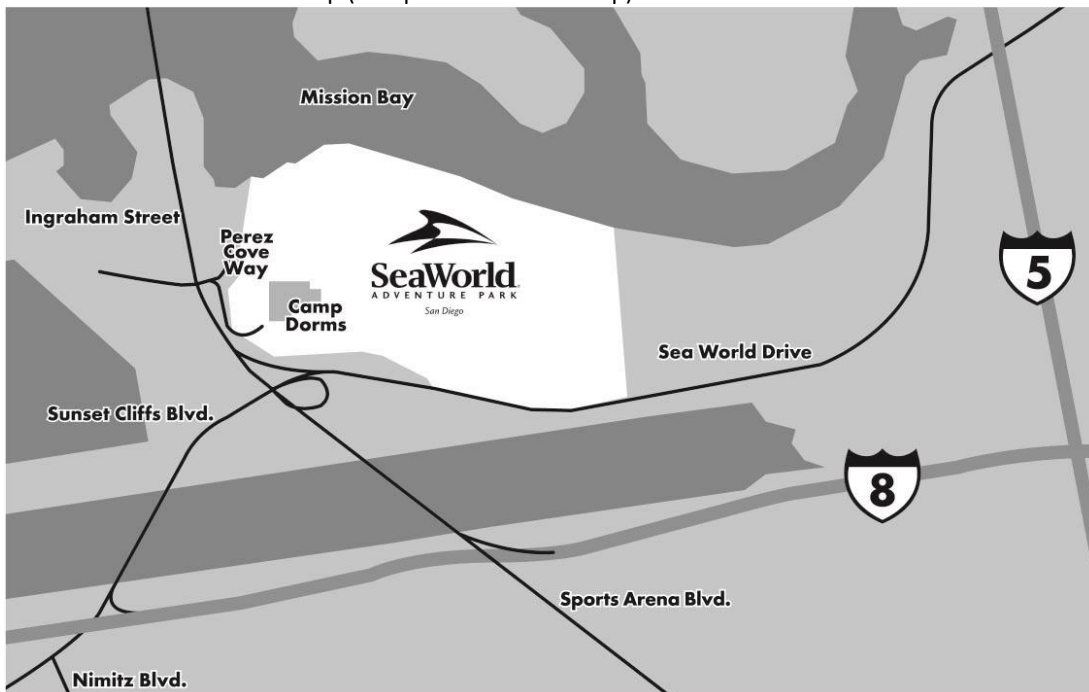 Mission Bay
Ingraham Street
Perez
Cove
Way
SeaWorld
ADVENTURE PARK
San Diego
Camp
Dorms
5
Sea World Drive
Sunset Cliffs Blvd.
8
Sports Arena Blvd.
Nimitz Blvd.